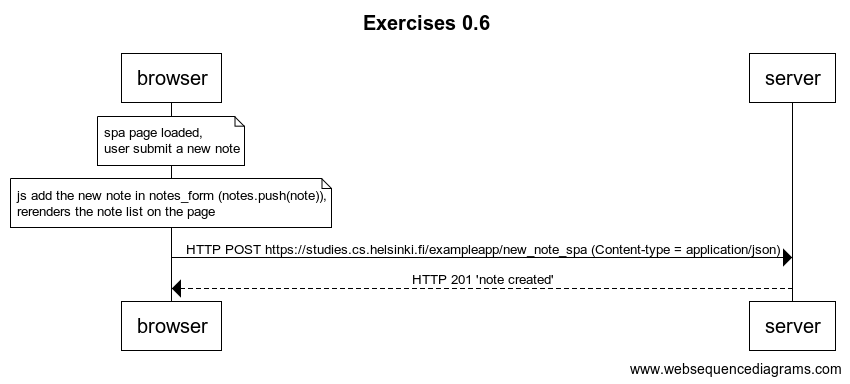 Exercises 0.6
browser
server
spa page loaded,
user submit a new note
js add the new note in notes_form (notes.push(note)),
rerenders the note list on the page
HTTP POST https://studies.cs.helsinki.fi/exampleapp/new_note_spa (Content-type = application/json)
HTTP 201 'note created'
browser
server
www.websequencediagrams.com